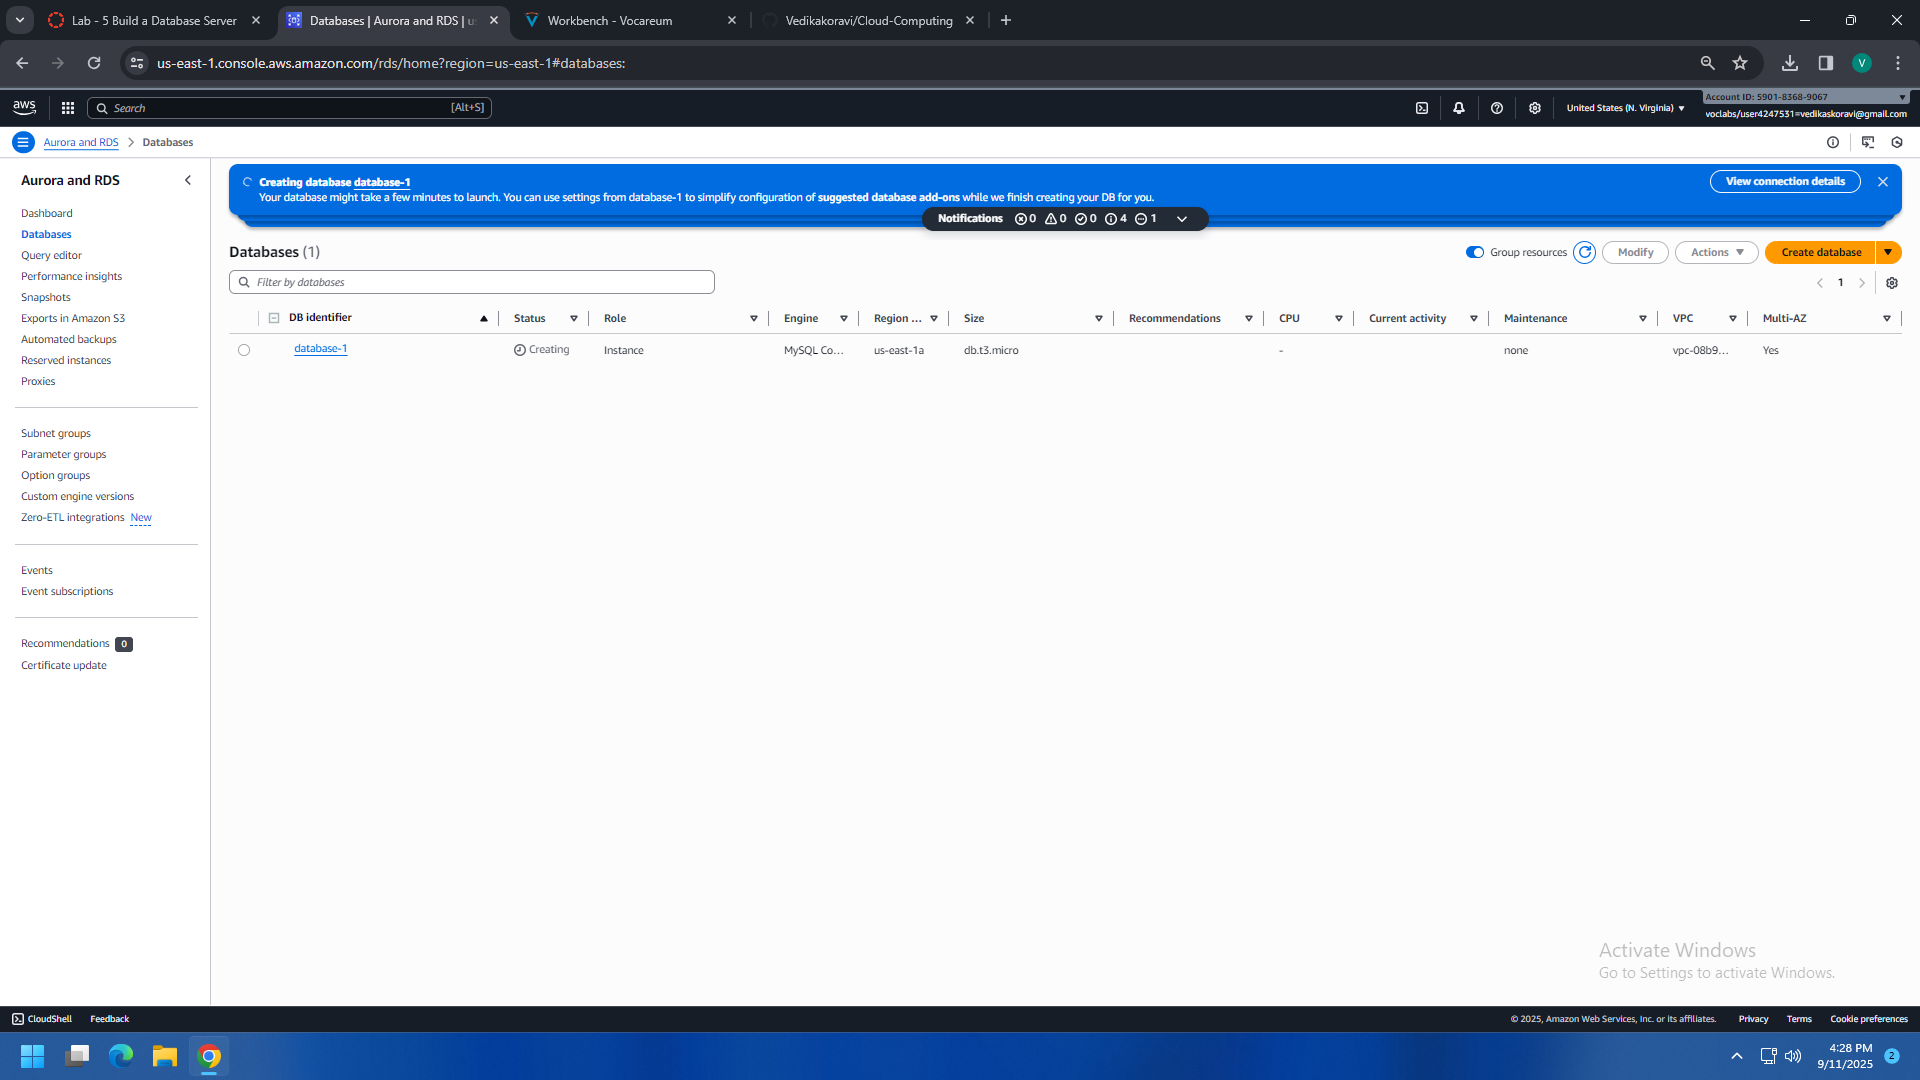 Lab - 5 Build a Database Server
Databases | Aurora and RDS | u
Workbench - Vocareum
Vedikakoravi/Cloud-Computing
us-east-1.console.aws.amazon.com/rds/home?region=us-east-1#databases:
V
aws
Search
[Alt+S]
United States (N. Virginia)
Account ID: 5901-8368-9067
voclabs/user4247531=vedikaskoravi@gmail.com
Aurora and RDS
Databases
Aurora and RDS
Dashboard
Databases
Query editor
Performance insights
Snapshots
Exports in Amazon S3
Automated backups
Reserved instances
Proxies
Subnet groups
Parameter groups
Option groups
Custom engine versions
Zero-ETL integrations New
Events
Event subscriptions
Recommendations 0
Certificate update
Creating database database-1
Your database might take a few minutes to launch. You can use settings from database-1 to simplify configuration of suggested database add-ons while we finish creating your DB for you.
View connection details
Notifications 0 0 0 4 1
Databases (1)
Group resources
Modify
Actions
Create database
Filter by databases
1
DB identifier Status Role Engine Region ... Size Recommendations CPU Current activity Maintenance VPC Multi-AZ
database-1 Creating Instance MySQL Co... us-east-1a db.t3.micro - none vpc-08b9... Yes
Activate Windows
Go to Settings to activate Windows.
CloudShell Feedback
© 2025, Amazon Web Services, Inc. or its affiliates. Privacy Terms Cookie preferences
4:28 PM
9/11/2025
2